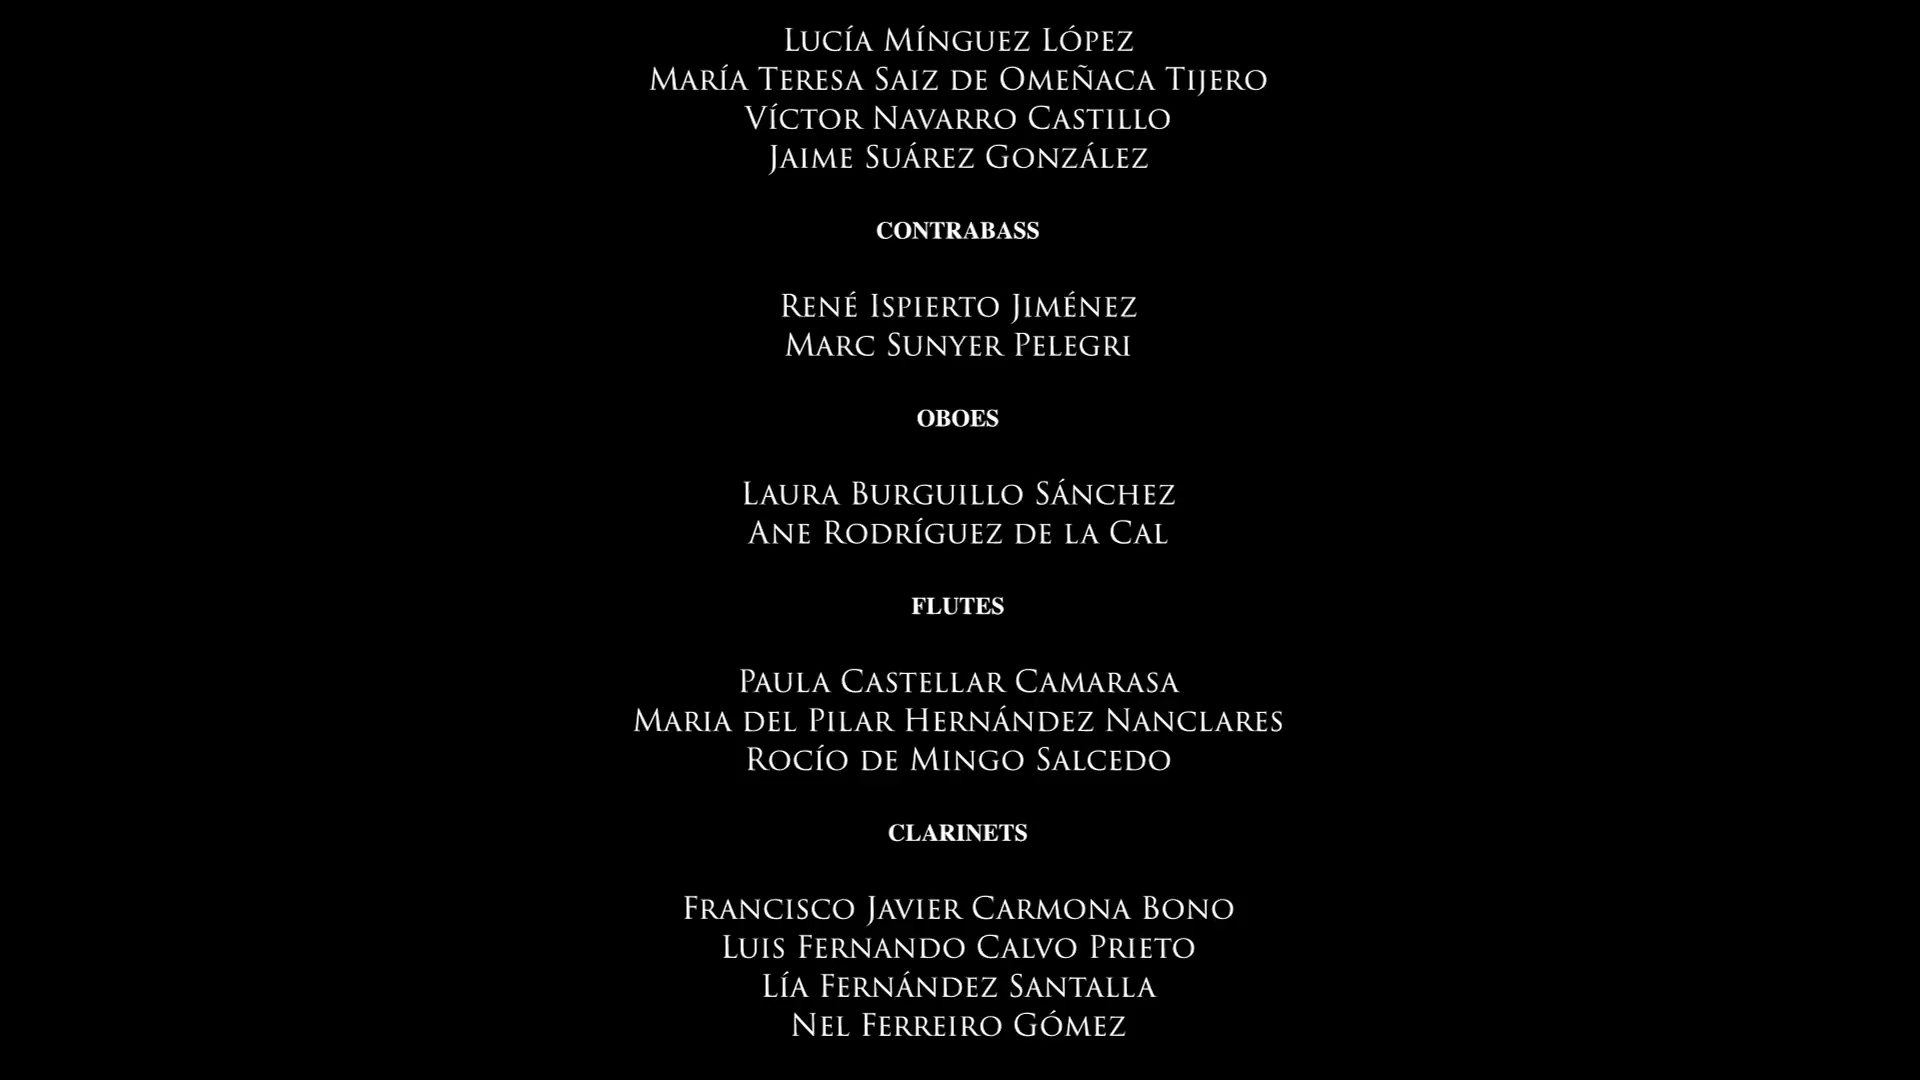 Lucía Mínguez López
María Teresa Saiz de Omeñaca Tijero
Víctor Navarro Castillo
Jaime Suárez González
CONTRABASS
René Ispierto Jiménez
Marc Sunyer Pelegri
OBOES
Laura Burguillo Sánchez
Ane Rodríguez de la Cal
FLUTES
Paula Castellar Camarasa
Maria del Pilar Hernández Nanclares
Rocío de Mingo Salcedo
CLARINETS
Francisco Javier Carmona Bono
Luis Fernando Calvo Prieto
Lía Fernández Santalla
Nel Ferreiro Gómez